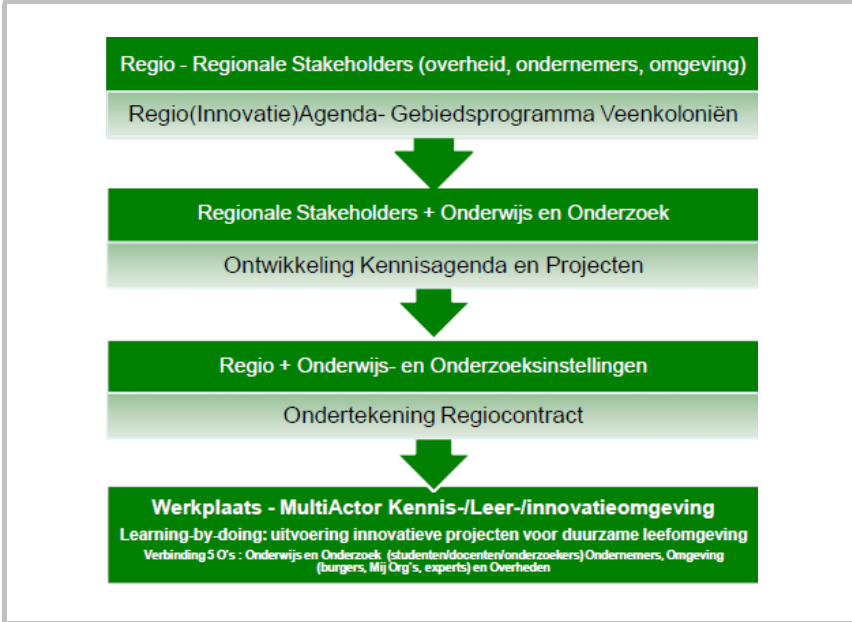 Regio - Regionale Stakeholders (overheid, ondernemers, omgeving)
Regio(Innovatie)Agenda- Gebiedsprogramma Veenkoloniën
Regionale Stakeholders + Onderwijs en Onderzoek
Ontwikkeling Kennisagenda en Projecten
Regio + Onderwijs- en Onderzoeksinstellingen
Ondertekening Regiocontract
Werkplaats - MultiActor Kennis-/Leer-/innovatieomgeving
Learning-by-doing: uitvoering innovatieve projecten voor duurzame leefomgeving
Verbinding 5 O's : Onderwijs en Onderzoek (studenten/docenten/onderzoekers) Ondernemers, Omgeving
(burgers, Mij Org's, experts) en Overheden